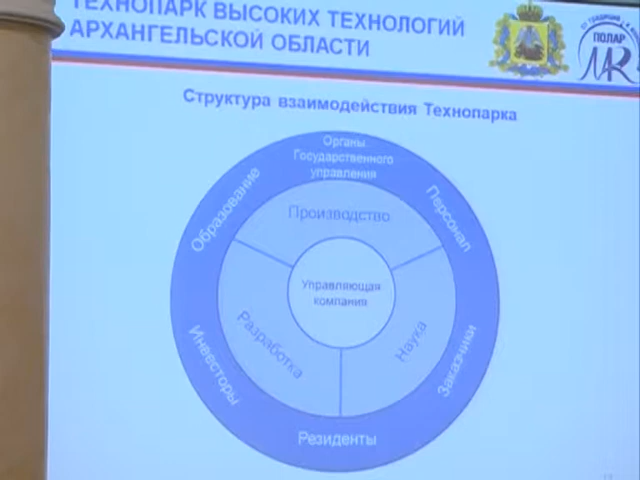 ТЕХНОПАРК ВЫСОКИХ ТЕХНОЛОГИЙ
АРХАНГЕЛЬСКОЙ ОБЛАСТИ
ПОЛАР
Структура взаимодействия Технопарка
Органы
Государственного
управления
Образование
Персонал
Производство
Управляющая
компания
Разработка
Наука
Инвесторы
Заказчики
Резиденты